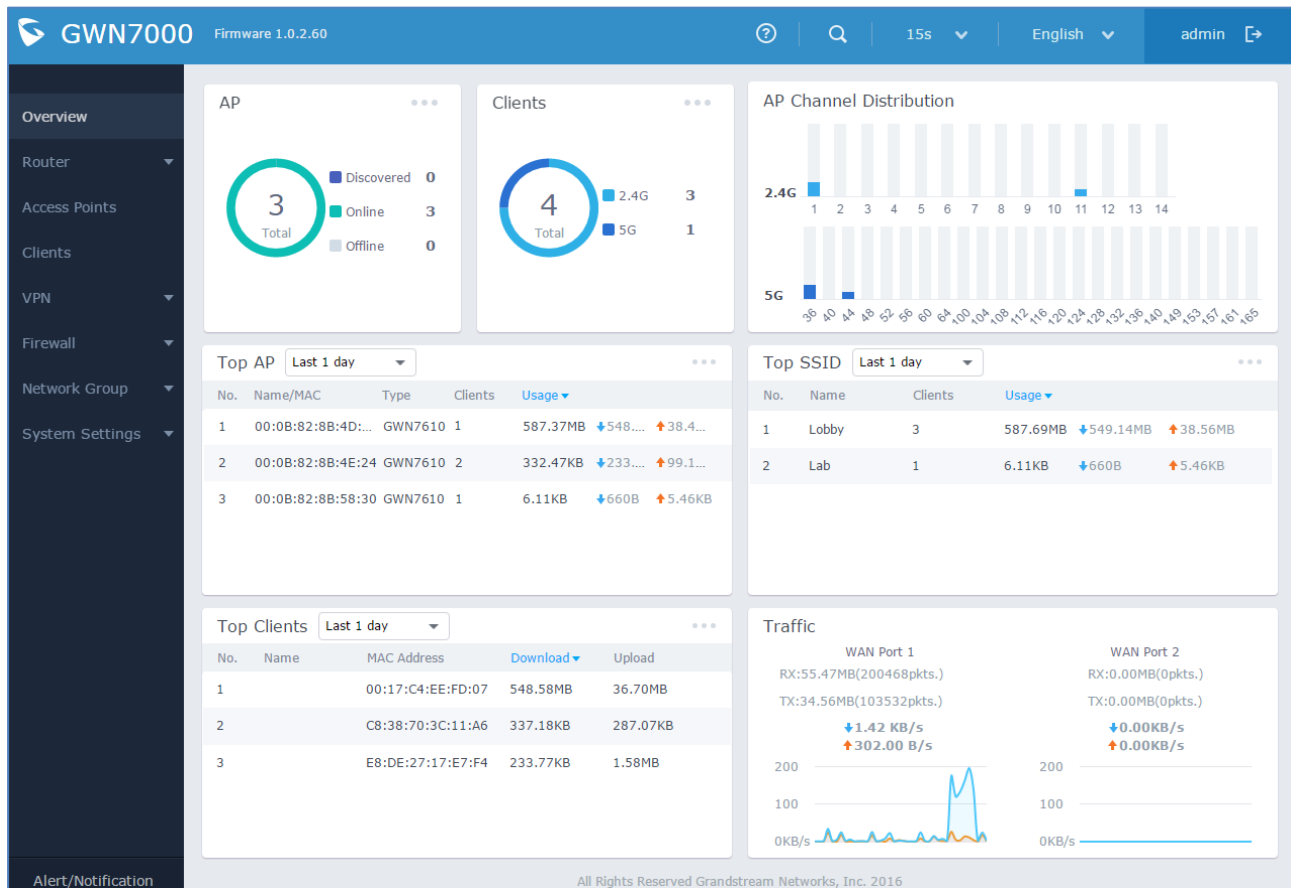 GWN7000 Firmware 1.0.2.60 15s English admin
Overview
Router
Access Points
Clients
VPN
Firewall
Network Group
System Settings
Alert/Notification
AP
3
Total
Discovered 0
Online 3
Offline 0
Clients
4
Total
2.4G 3
5G 1
AP Channel Distribution
2.4G
1 2 3 4 5 6 7 8 9 10 11 12 13 14
5G
36 40 44 48 52 56 60 64 100 104 108 112 116 120 124 128 132 136 140 149 153 157 161 165
Top AP Last 1 day
No. Name/MAC Type Clients Usage
1 00:0B:82:8B:4D:... GWN7610 1 587.37MB 548.... 38.4...
2 00:0B:82:8B:4E:24 GWN7610 2 332.47KB 233.... 99.1...
3 00:0B:82:8B:58:30 GWN7610 1 6.11KB 660B 5.46KB
Top SSID Last 1 day
No. Name Clients Usage
1 Lobby 3 587.69MB 549.14MB 38.56MB
2 Lab 1 6.11KB 660B 5.46KB
Top Clients Last 1 day
No. Name MAC Address Download Upload
1 00:17:C4:EE:FD:07 548.58MB 36.70MB
2 C8:38:70:3C:11:A6 337.18KB 287.07KB
3 E8:DE:27:17:E7:F4 233.77KB 1.58MB
Traffic
WAN Port 1
RX:55.47MB(200468pkts.)
TX:34.56MB(103532pkts.)
1.42 KB/s
302.00 B/s
200
100
0KB/s
WAN Port 2
RX:0.00MB(0pkts.)
TX:0.00MB(0pkts.)
0.00KB/s
0.00KB/s
200
100
0KB/s
All Rights Reserved Grandstream Networks, Inc. 2016